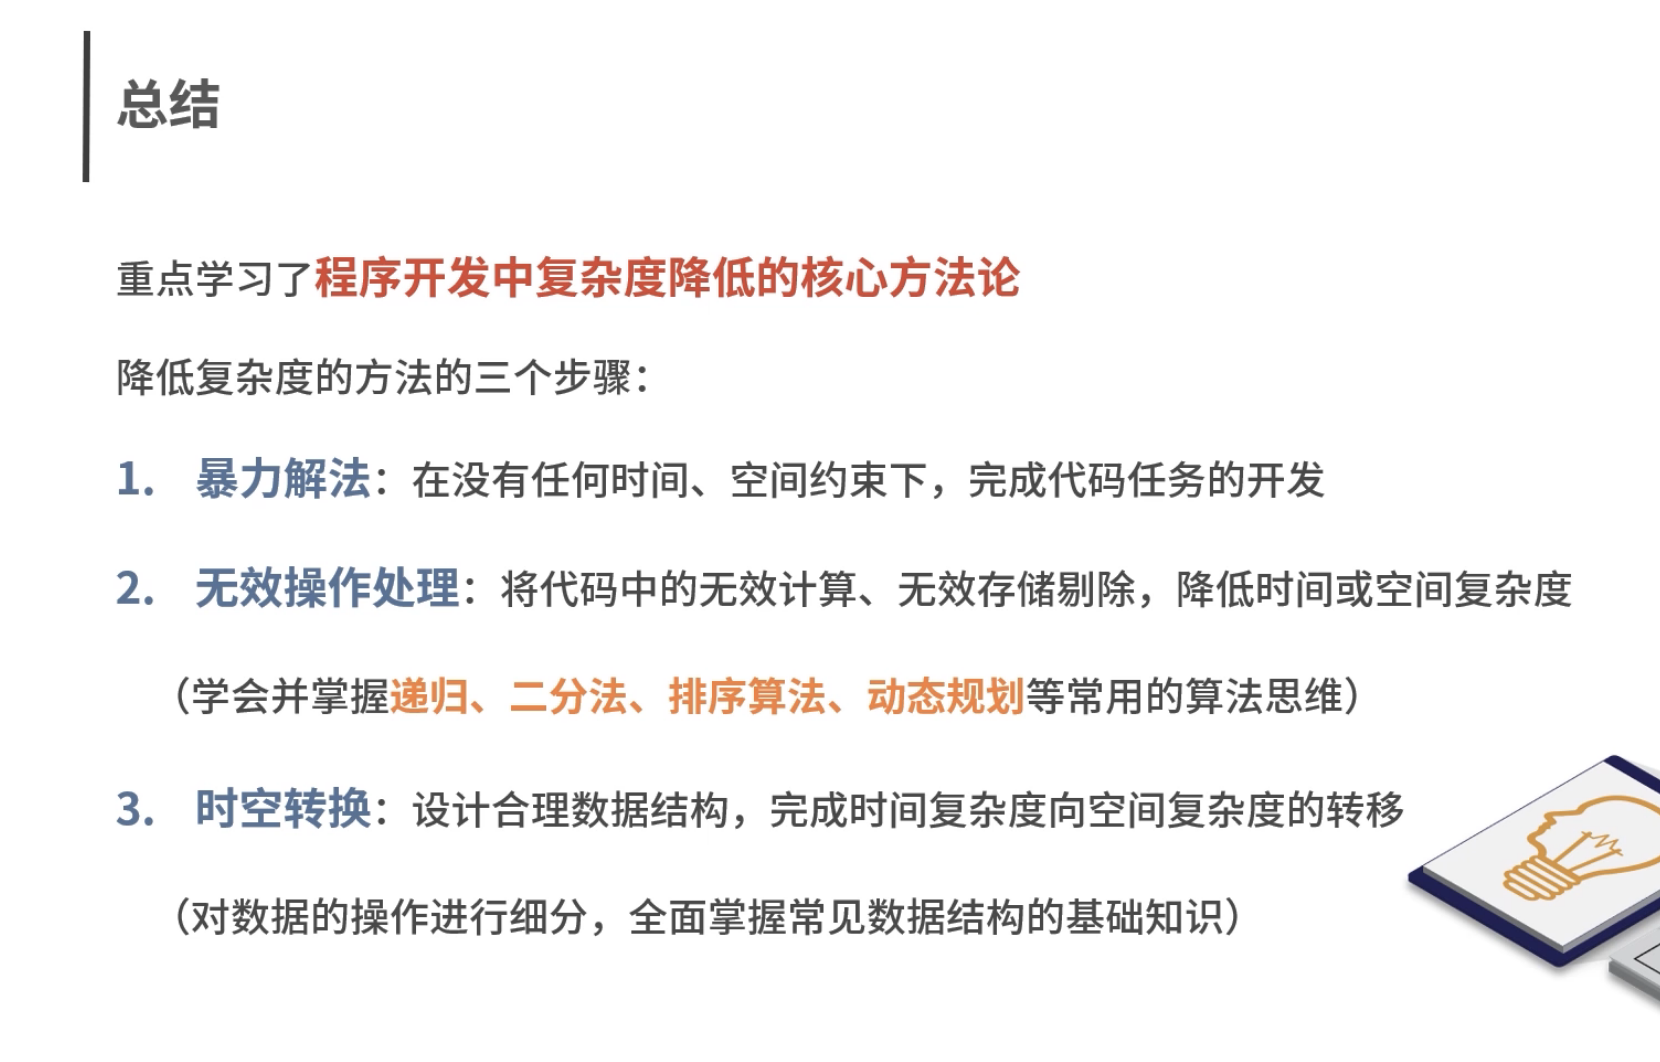 总结
重点学习了程序开发中复杂度降低的核心方法论
降低复杂度的方法的三个步骤：
1. 暴力解法：在没有任何时间、空间约束下，完成代码任务的开发
2. 无效操作处理：将代码中的无效计算、无效存储剔除，降低时间或空间复杂度
（学会并掌握递归、二分法、排序算法、动态规划等常用的算法思维）
3. 时空转换：设计合理数据结构，完成时间复杂度向空间复杂度的转移
（对数据的操作进行细分，全面掌握常见数据结构的基础知识）